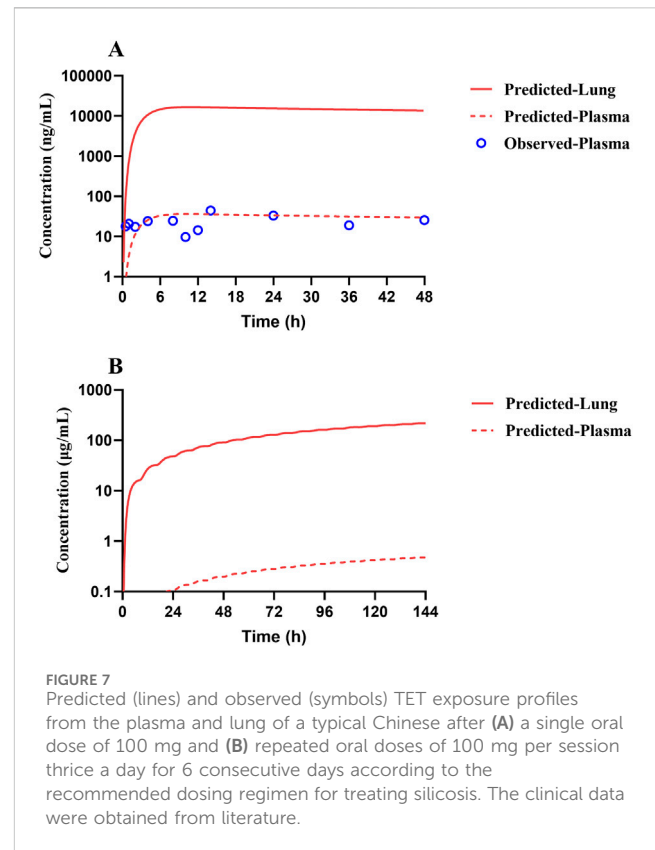 A
Concentration (ng/mL)
100000
10000
1000
100
10
1
0 6 12 18 24 30 36 42 48
Time (h)
Predicted-Lung
Predicted-Plasma
Observed-Plasma
B
Concentration (µg/mL)
1000
100
10
1
0.1
0 24 48 72 96 120 144
Time (h)
Predicted-Lung
Predicted-Plasma
FIGURE 7
Predicted (lines) and observed (symbols) TET exposure profiles
from the plasma and lung of a typical Chinese after (A) a single oral
dose of 100 mg and (B) repeated oral doses of 100 mg per session
thrice a day for 6 consecutive days according to the
recommended dosing regimen for treating silicosis. The clinical data
were obtained from literature.